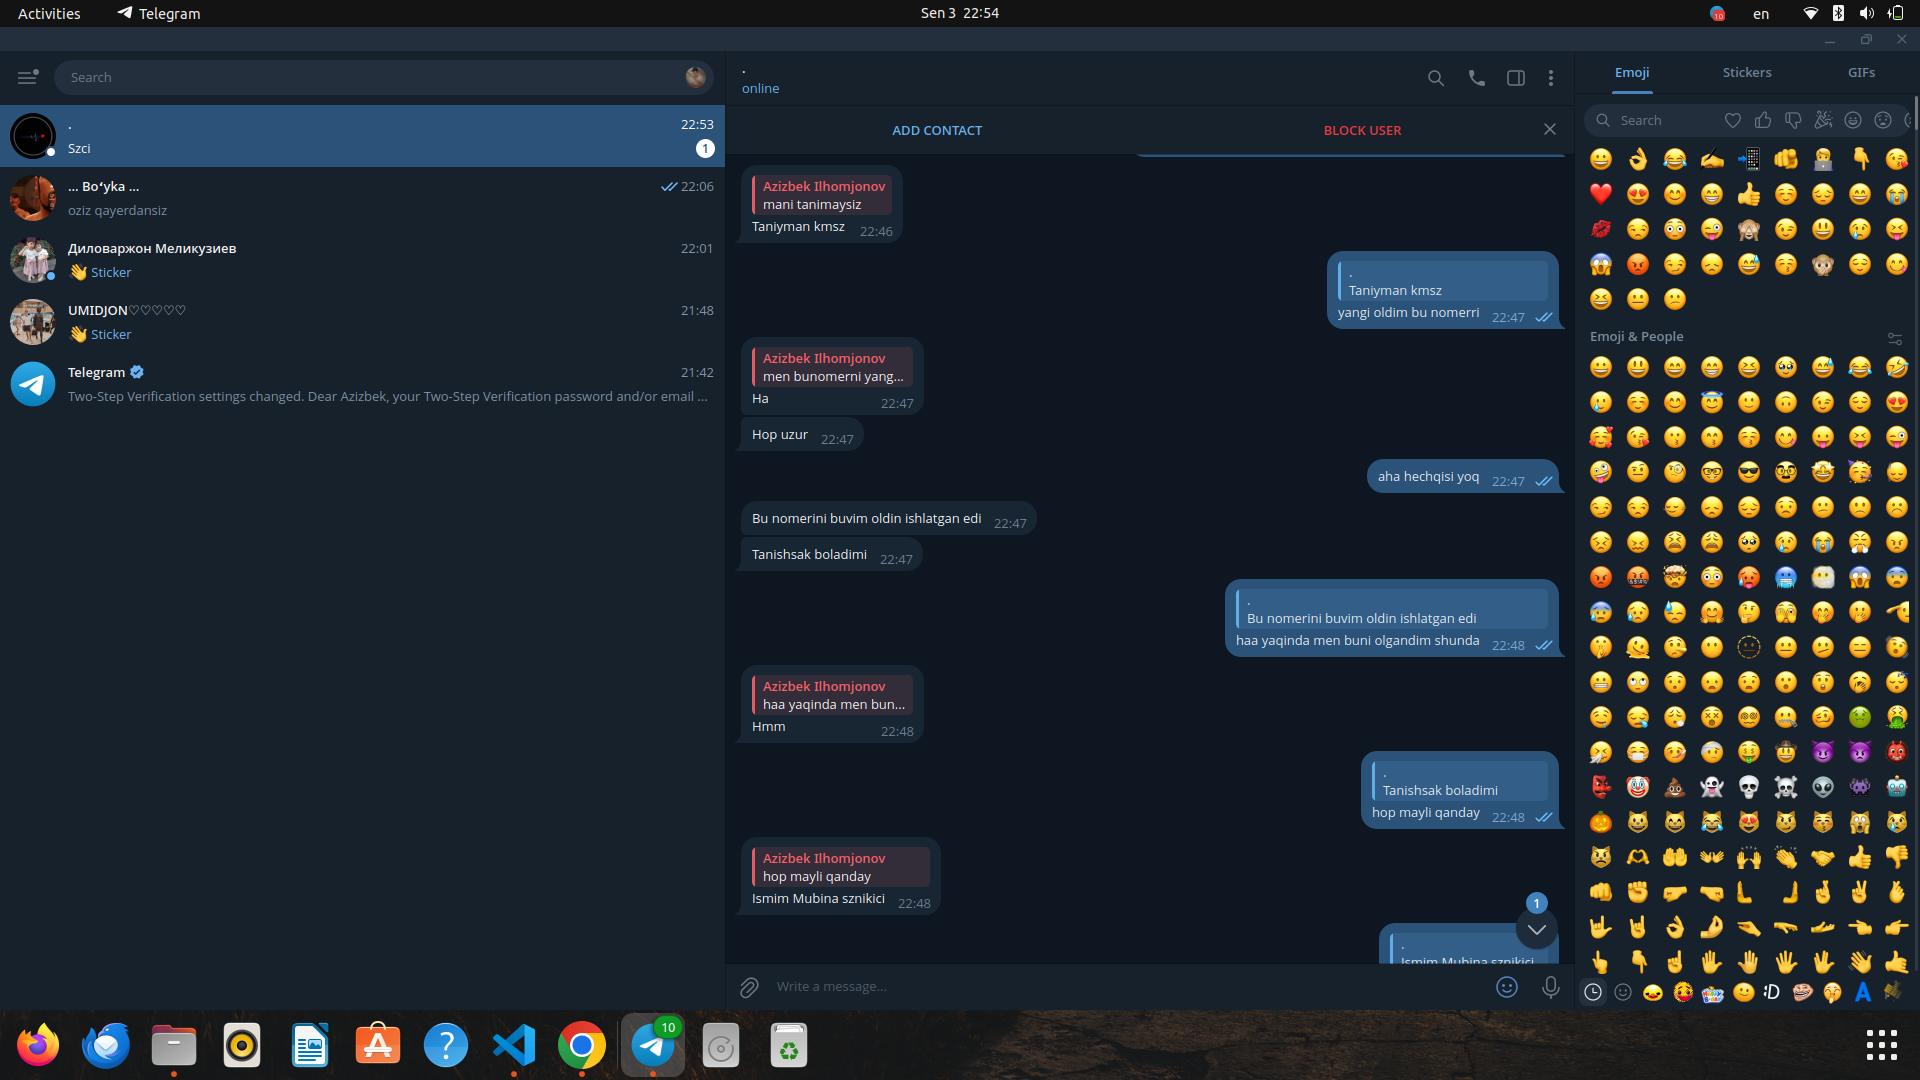 Activities
Telegram
Sen 3 22:54
10
en
Search
.
22:53
Szci
1
... Boʻyka ...
22:06
oziz qayerdansiz
Диловаржон Меликузиев
22:01
👋 Sticker
UMIDJON♡♡♡♡♡
21:48
👋 Sticker
Telegram
21:42
Two-Step Verification settings changed. Dear Azizbek, your Two-Step Verification password and/or email ...
.
online
ADD CONTACT
BLOCK USER
Azizbek Ilhomjonov
mani tanimaysiz
Taniyman kmsz 22:46
.
Taniyman kmsz
yangi oldim bu nomerri 22:47
Azizbek Ilhomjonov
men bunomerni yang...
Ha 22:47
Hop uzur 22:47
aha hechqisi yoq 22:47
Bu nomerini buvim oldin ishlatgan edi 22:47
Tanishsak boladimi 22:47
.
Bu nomerini buvim oldin ishlatgan edi
haa yaqinda men buni olgandim shunda 22:48
Azizbek Ilhomjonov
haa yaqinda men bun...
Hmm 22:48
.
Tanishsak boladimi
hop mayli qanday 22:48
Azizbek Ilhomjonov
hop mayli qanday
Ismim Mubina sznikici 22:48
1
.
Ismim Mubina sznikici
Write a message...
Emoji
Stickers
GIFs
Search
Emoji & People
:D
A
10